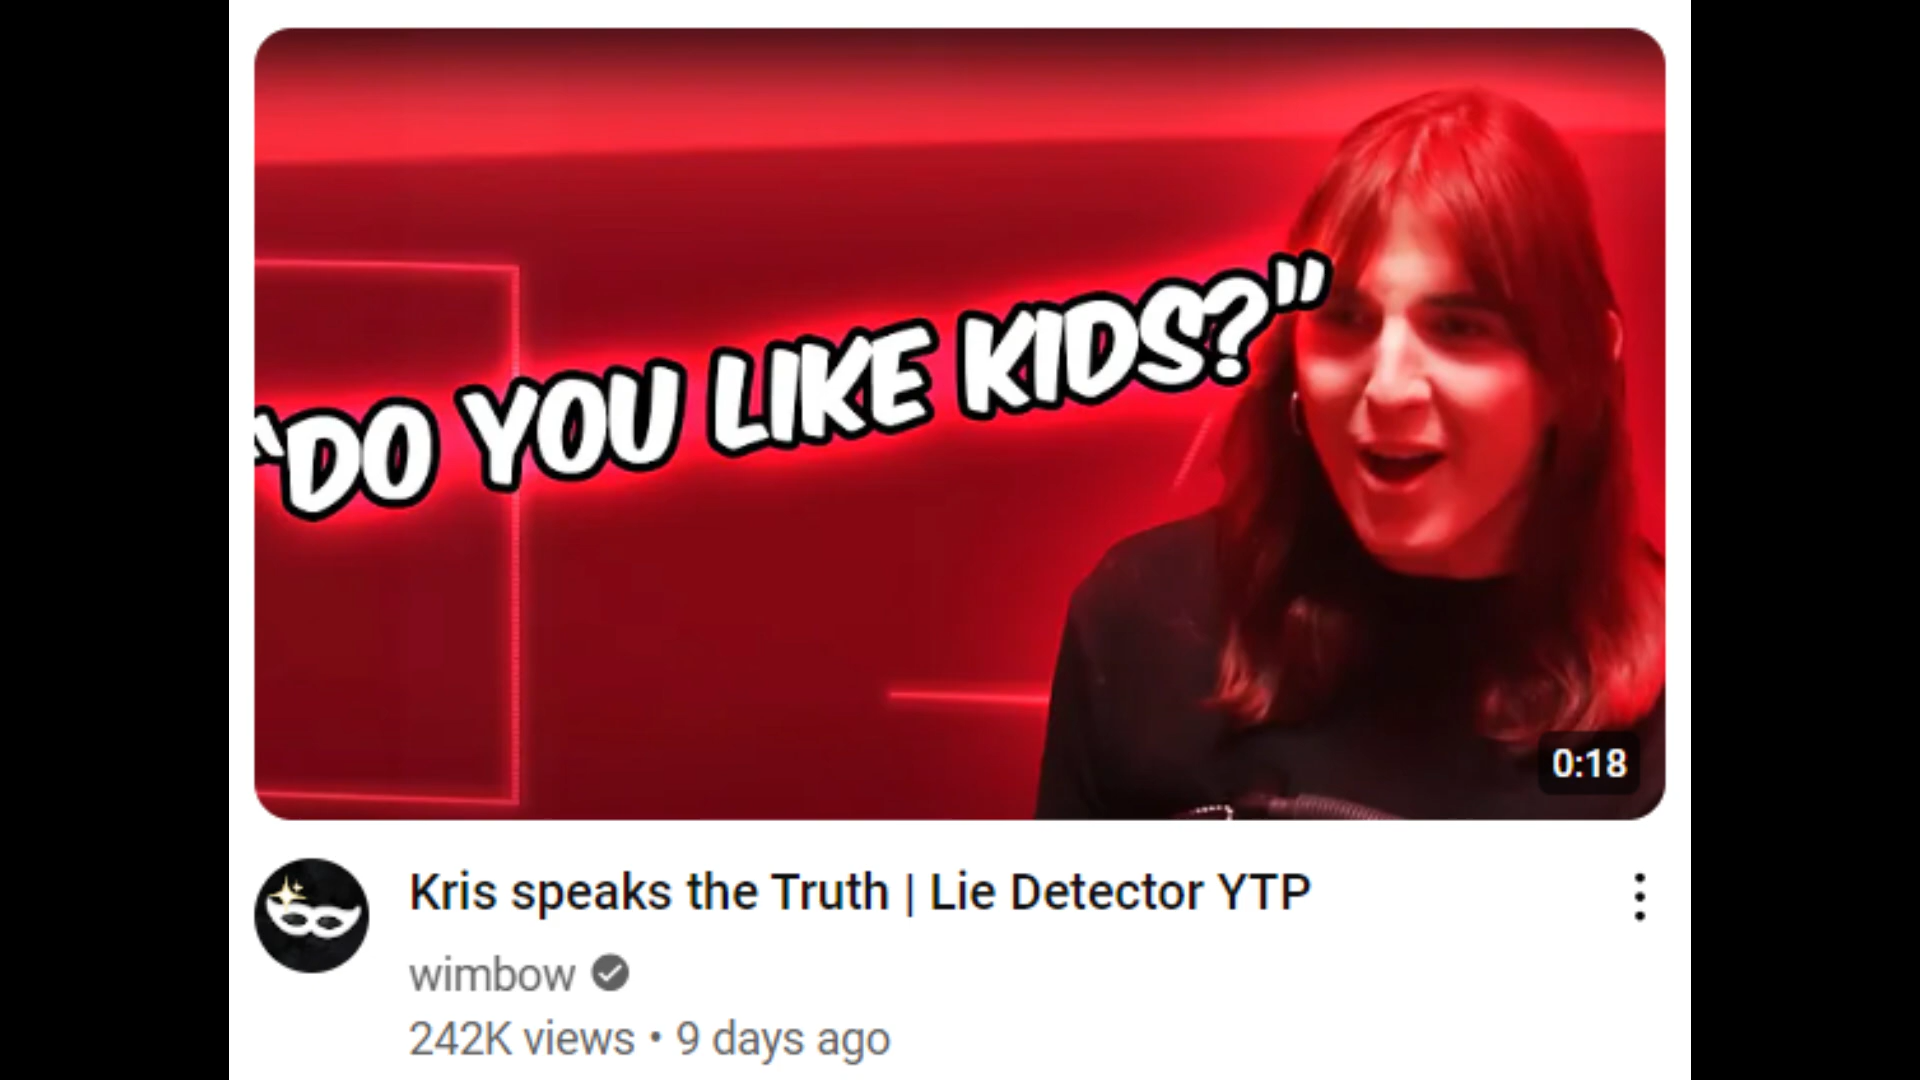 “DO YOU LIKE KIDS?”
0:18
Kris speaks the Truth | Lie Detector YTP
wimbow
242K views • 9 days ago